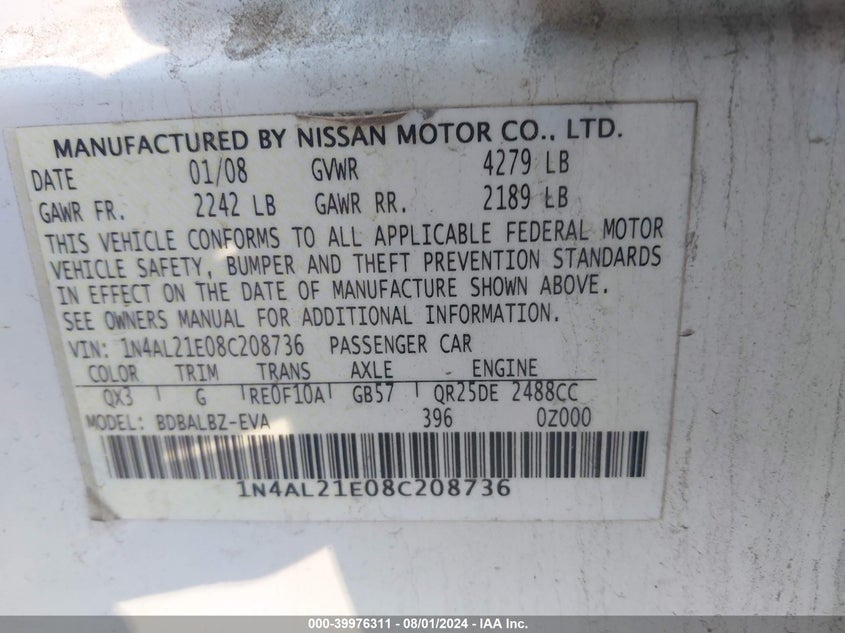 MANUFACTURED BY NISSAN MOTOR CO., LTD.
DATE 01/08 GVWR 4279 LB
GAWR FR. 2242 LB GAWR RR. 2189 LB
THIS VEHICLE CONFORMS TO ALL APPLICABLE FEDERAL MOTOR
VEHICLE SAFETY, BUMPER AND THEFT PREVENTION STANDARDS
IN EFFECT ON THE DATE OF MANUFACTURE SHOWN ABOVE.
SEE OWNERS MANUAL FOR ADDITIONAL INFORMATION.
VIN: 1N4AL21E08C208736 PASSENGER CAR
COLOR TRIM TRANS AXLE ENGINE
QX3 G RE0F10A GB57 QR25DE 2488CC
MODEL: BDBALBZ-EVA 396 0Z000
1N4AL21E08C208736
000-39976311 - 08/01/2024 - IAA Inc.